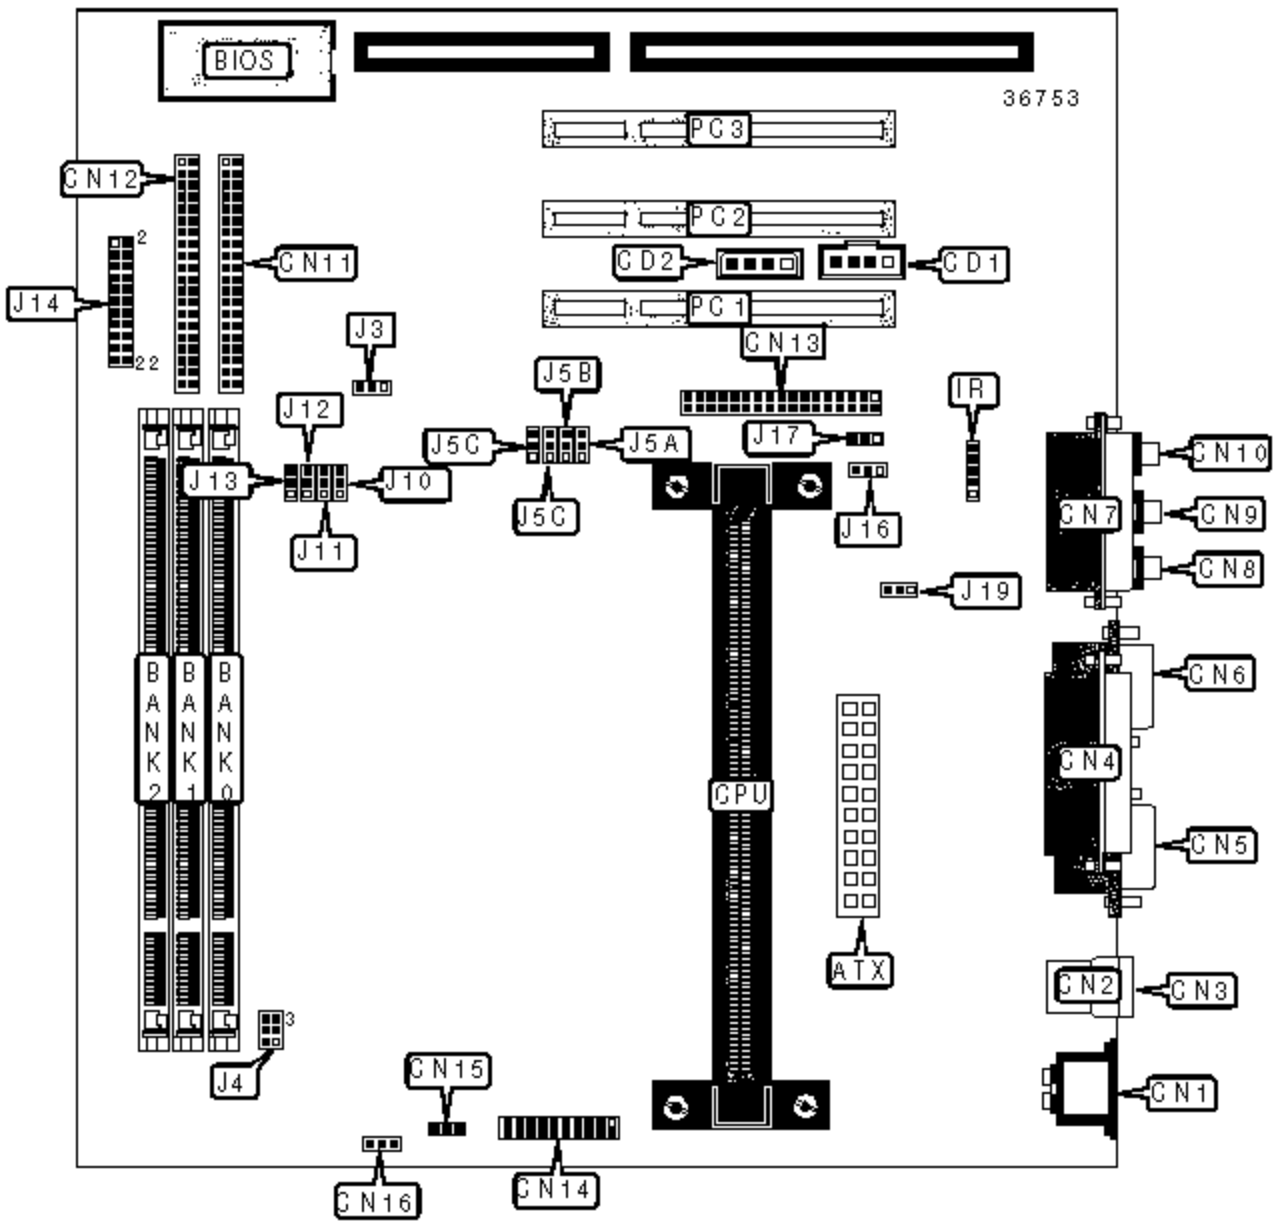 BIOS
36753
PC3
CN12
PC2
2
CN11
CD2
CD1
J14
PC1
J3
CN13
22
J5B
IR
J12
J5C
J5A
J17
CN10
J13
J10
CN7
CN9
J5C
J16
J11
CN8
J19
BANK2
BANK1
BANK0
CN6
CN4
CPU
CN5
ATX
CN2
CN3
3
J4
CN15
CN1
CN14
CN16